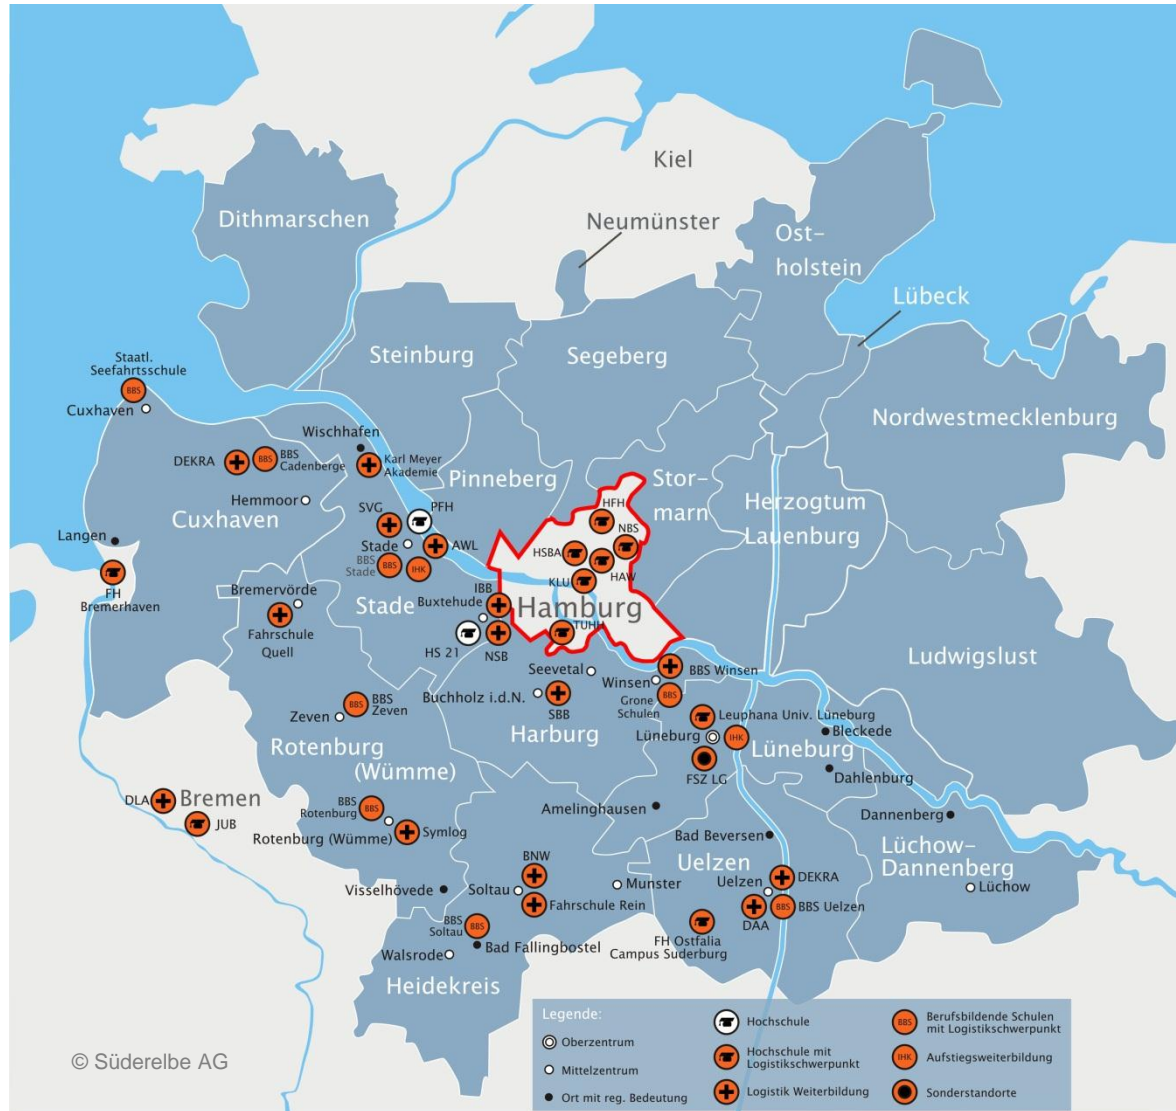 Kiel
Neumünster
Dithmarschen
Ost-
holstein
Lübeck
Steinburg
Segeberg
Staatl.
Seefahrtsschule
BBS
Cuxhaven
Nordwestmecklenburg
Wischhafen
DEKRA
BBS
BBS
Cadenberge
Karl Meyer
Akademie
Pinneberg
Stor-
marn
Hemmoor
Cuxhaven
Herzogtum
Lauenburg
HFH
NBS
HSBA
HAW
KLU
SVG
PFH
Langen
Stade
AWL
BBS
Stade
BBS
IHK
FH
Bremerhaven
Bremervörde
Fahrschule
Quell
Stade
IBB
Buxtehude
HS 21
NSB
Hamburg
TUHH
Seevetal
Winsen
BBS Winsen
Grone
Schulen
BBS
Ludwigslust
Buchholz i.d.N.
SBB
Harburg
Leuphana Univ. Lüneburg
Lüneburg
IHK
Lüneburg
FSZ LG
Bleckede
Dahlenburg
BBS
BBS
Zeven
Zeven
Rotenburg
(Wümme)
DLA
Bremen
JUB
BBS
Rotenburg
BBS
Rotenburg (Wümme)
Symlog
Amelinghausen
Bad Beversen
Dannenberg
Lüchow-
Dannenberg
Lüchow
Uelzen
Uelzen
DEKRA
DAA
BBS
BBS Uelzen
BNW
Soltau
Munster
Fahrschule Rein
Visselhövede
BBS
Soltau
BBS
Bad Fallingbostel
Walsrode
FH Ostfalia
Campus Suderburg
Heidekreis
© Süderelbe AG
Legende:
Oberzentrum
Mittelzentrum
Ort mit reg. Bedeutung
Hochschule
Hochschule mit
Logistikschwerpunkt
Logistik Weiterbildung
BBS
Berufsbildende Schulen
mit Logistikschwerpunkt
IHK
Aufstiegsweiterbildung
Sonderstandorte